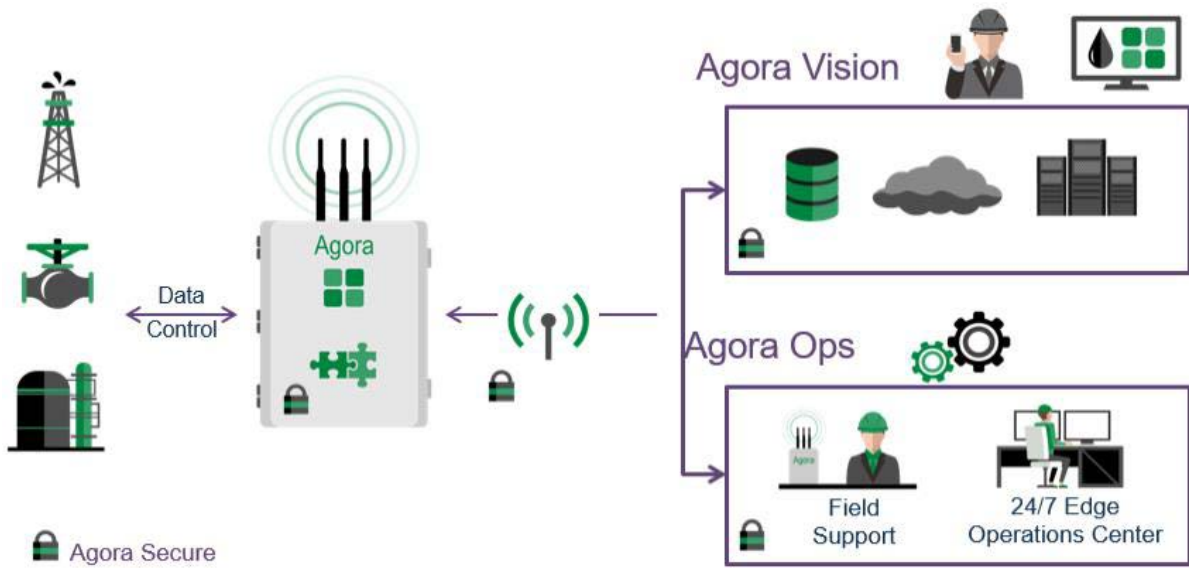 Agora Vision
Agora
Data
Control
Agora Ops
Agora
Field
Support
24/7 Edge
Operations Center
Agora Secure